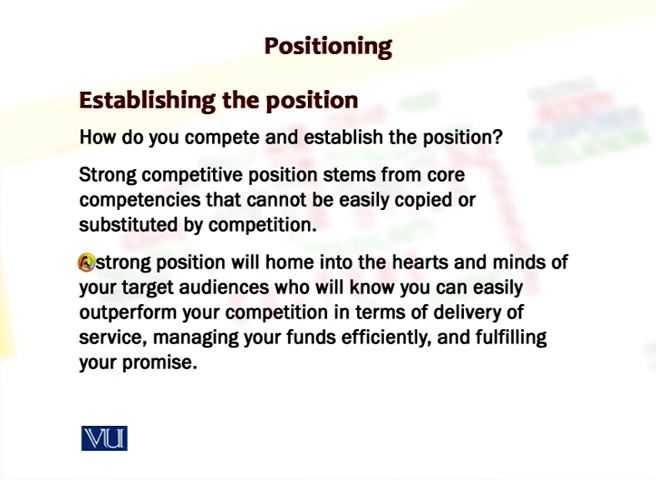 Positioning
Establishing the position
How do you compete and establish the position?
Strong competitive position stems from core
competencies that cannot be easily copied or
substituted by competition.
A strong position will home into the hearts and minds of
your target audiences who will know you can easily
outperform your competition in terms of delivery of
service, managing your funds efficiently, and fulfilling
your promise.
VU